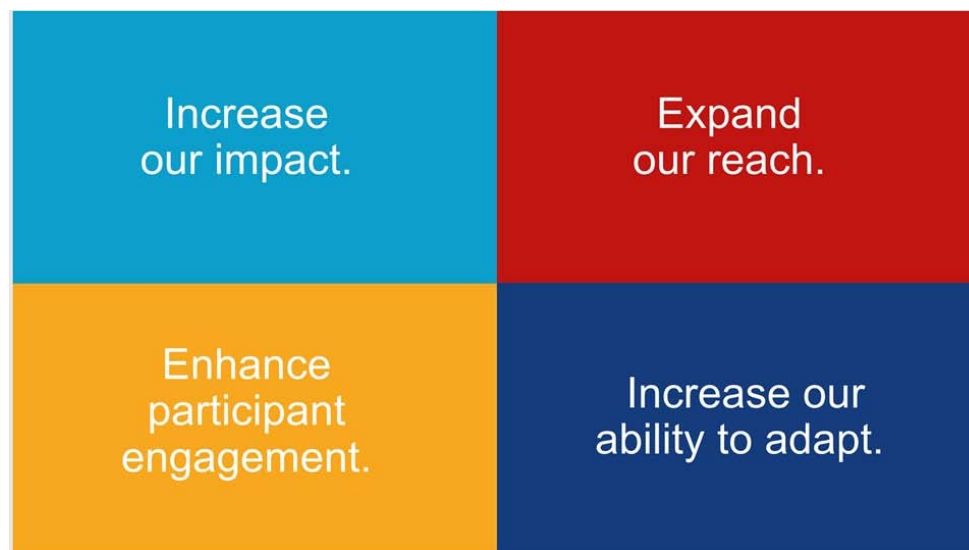 Increase
our impact.
Expand
our reach.
Enhance
participant
engagement.
Increase our
ability to adapt.